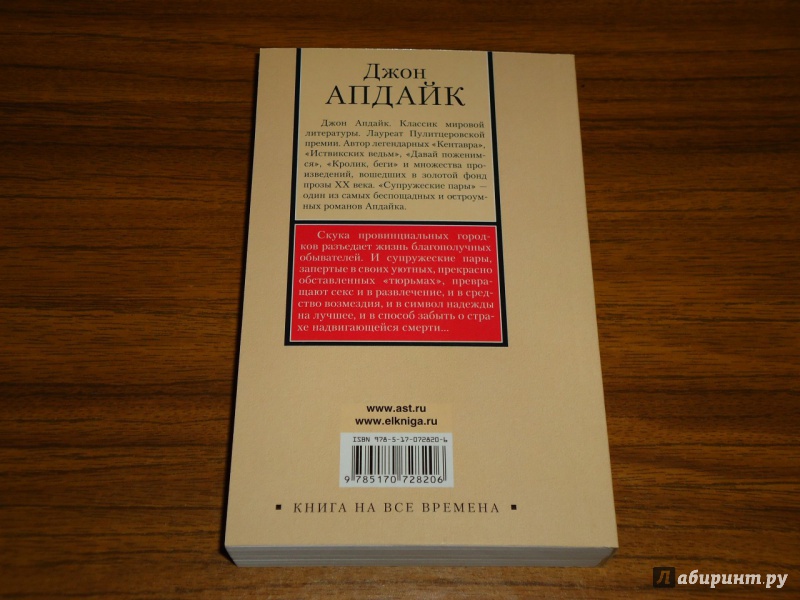 Джон
АПДАЙК
Джон Апдайк. Классик мировой
литературы. Лауреат Пулитцеровской
премии. Автор легендарных «Кентавра»,
«Иствикских ведьм», «Давай поженим-
ся», «Кролик, беги» и множества про-
изведений, вошедших в золотой фонд
прозы XX века. «Супружеские пары» –
один из самых беспощадных и остроум-
ных романов Апдайка.
Скука провинциальных город-
ков разъедает жизнь благополучных
обывателей. И супружеские пары,
запертые в своих уютных, прекрасно
обставленных «тюрьмах», превра-
щают секс и в развлечение, и в сред-
ство возмездия, и в символ надежды
на лучшее, и в способ забыть о стра-
хе надвигающейся смерти...
www.ast.ru
www.elkniga.ru
ISBN 978-5-17-072820-6
9 785170 728206
▪ КНИГА НА ВСЕ ВРЕМЕНА ▪
Лабиринт.ру